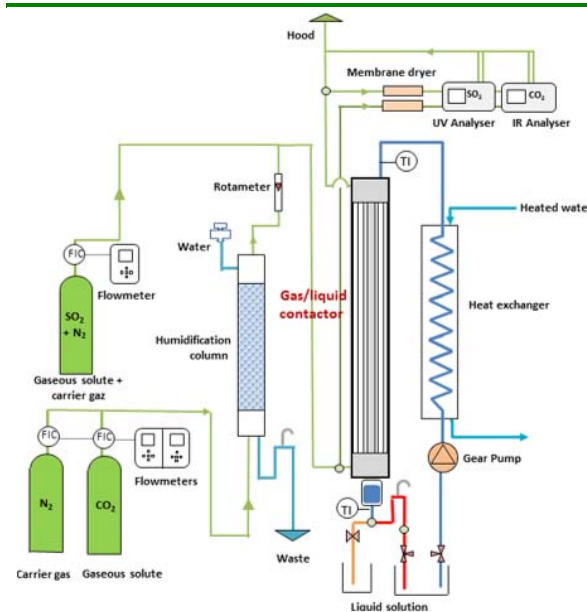 Hood
Membrane dryer
SO₂
CO₂
UV Analyser
IR Analyser
TI
Rotameter
Heated water
Water
FIC
Flowmeter
Gas/liquid
contactor
Heat exchanger
SO₂
+ N₂
Humidification
column
Gaseous solute +
carrier gaz
FIC
FIC
Gear Pump
Flowmeters
N₂
CO₂
TI
Waste
Carrier gas
Gaseous solute
Liquid solution